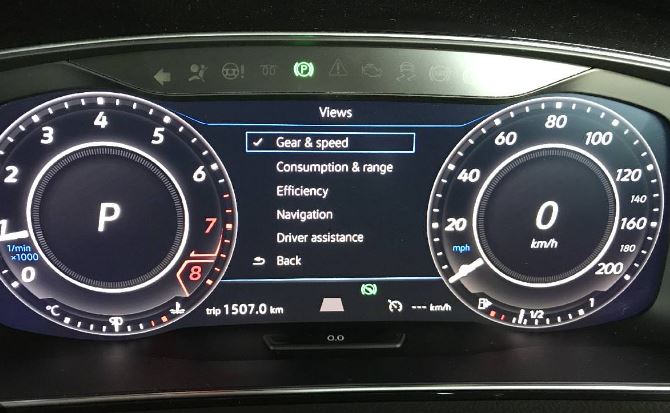 Views
Gear & speed
Consumption & range
Efficiency
Navigation
Driver assistance
Back
0 1 2 3 4 5 6 7 8
1/min
×1000
P
20 40 60 80 100 120 140 160 180 200
mph
0
km/h
trip 1507.0 km
--- km/h
1/2 1
0.0